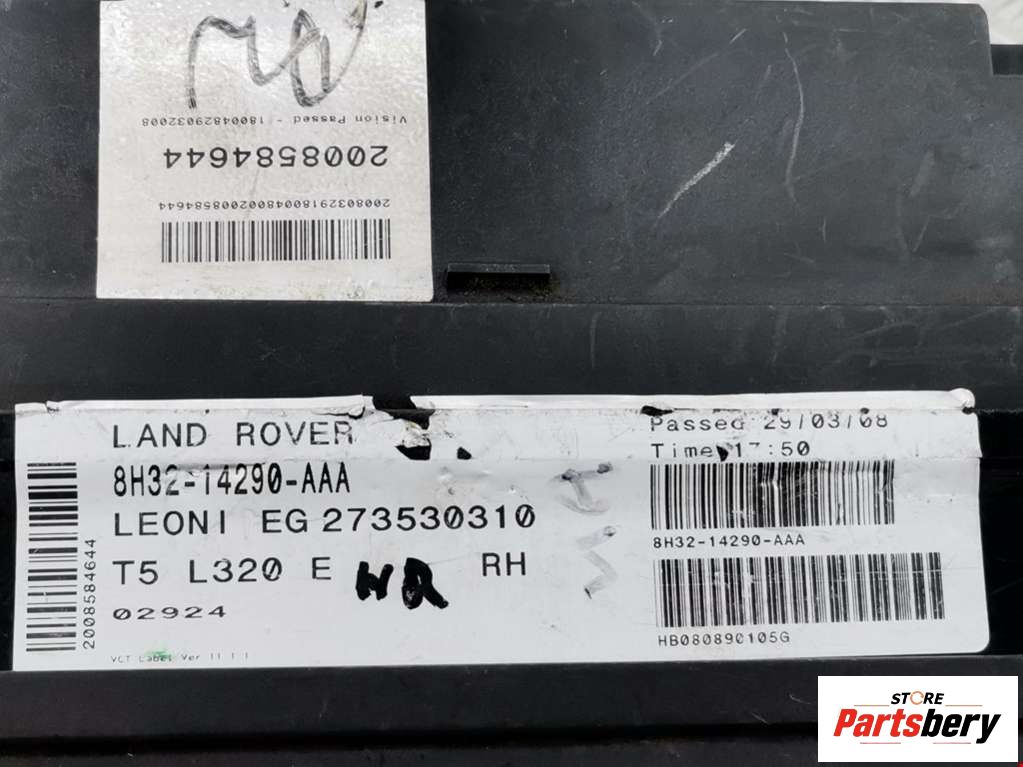 Vision Passed - 18004829032008
2008584644
20080329180048002008584644
LAND ROVER
8H32-14290-AAA
LEONI EG 273530310
T5 L320 E HR RH
02924
VCT Label Ver 11.1.1
2008584644
Passed 29/03/08
Time 17:50
8H32-14290-AAA
HB080890105G
STORE
Partsbery